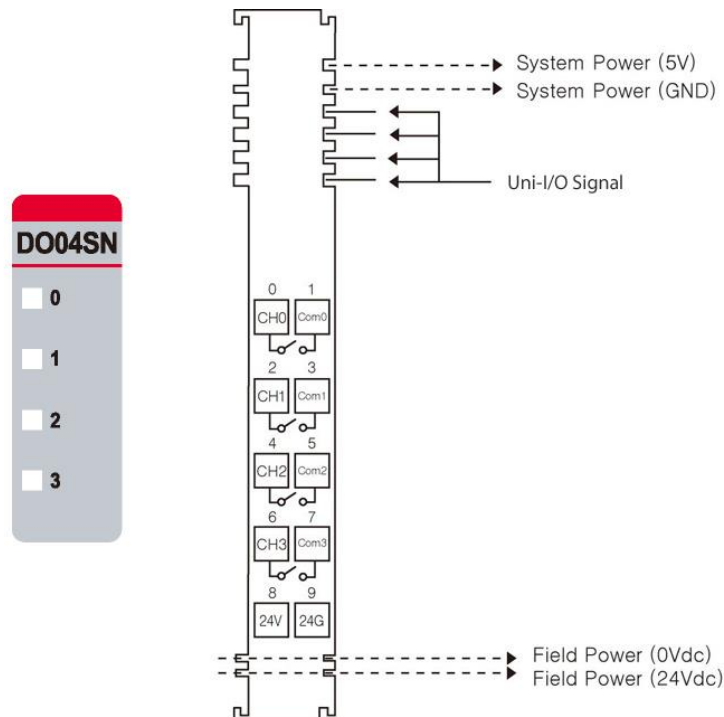 System Power (5V)
System Power (GND)
Uni-I/O Signal
DO04SN
0
1
2
3
0 1
CH0 Com0
2 3
CH1 Com1
4 5
CH2 Com2
6 7
CH3 Com3
8 9
24V 24G
Field Power (0Vdc)
Field Power (24Vdc)